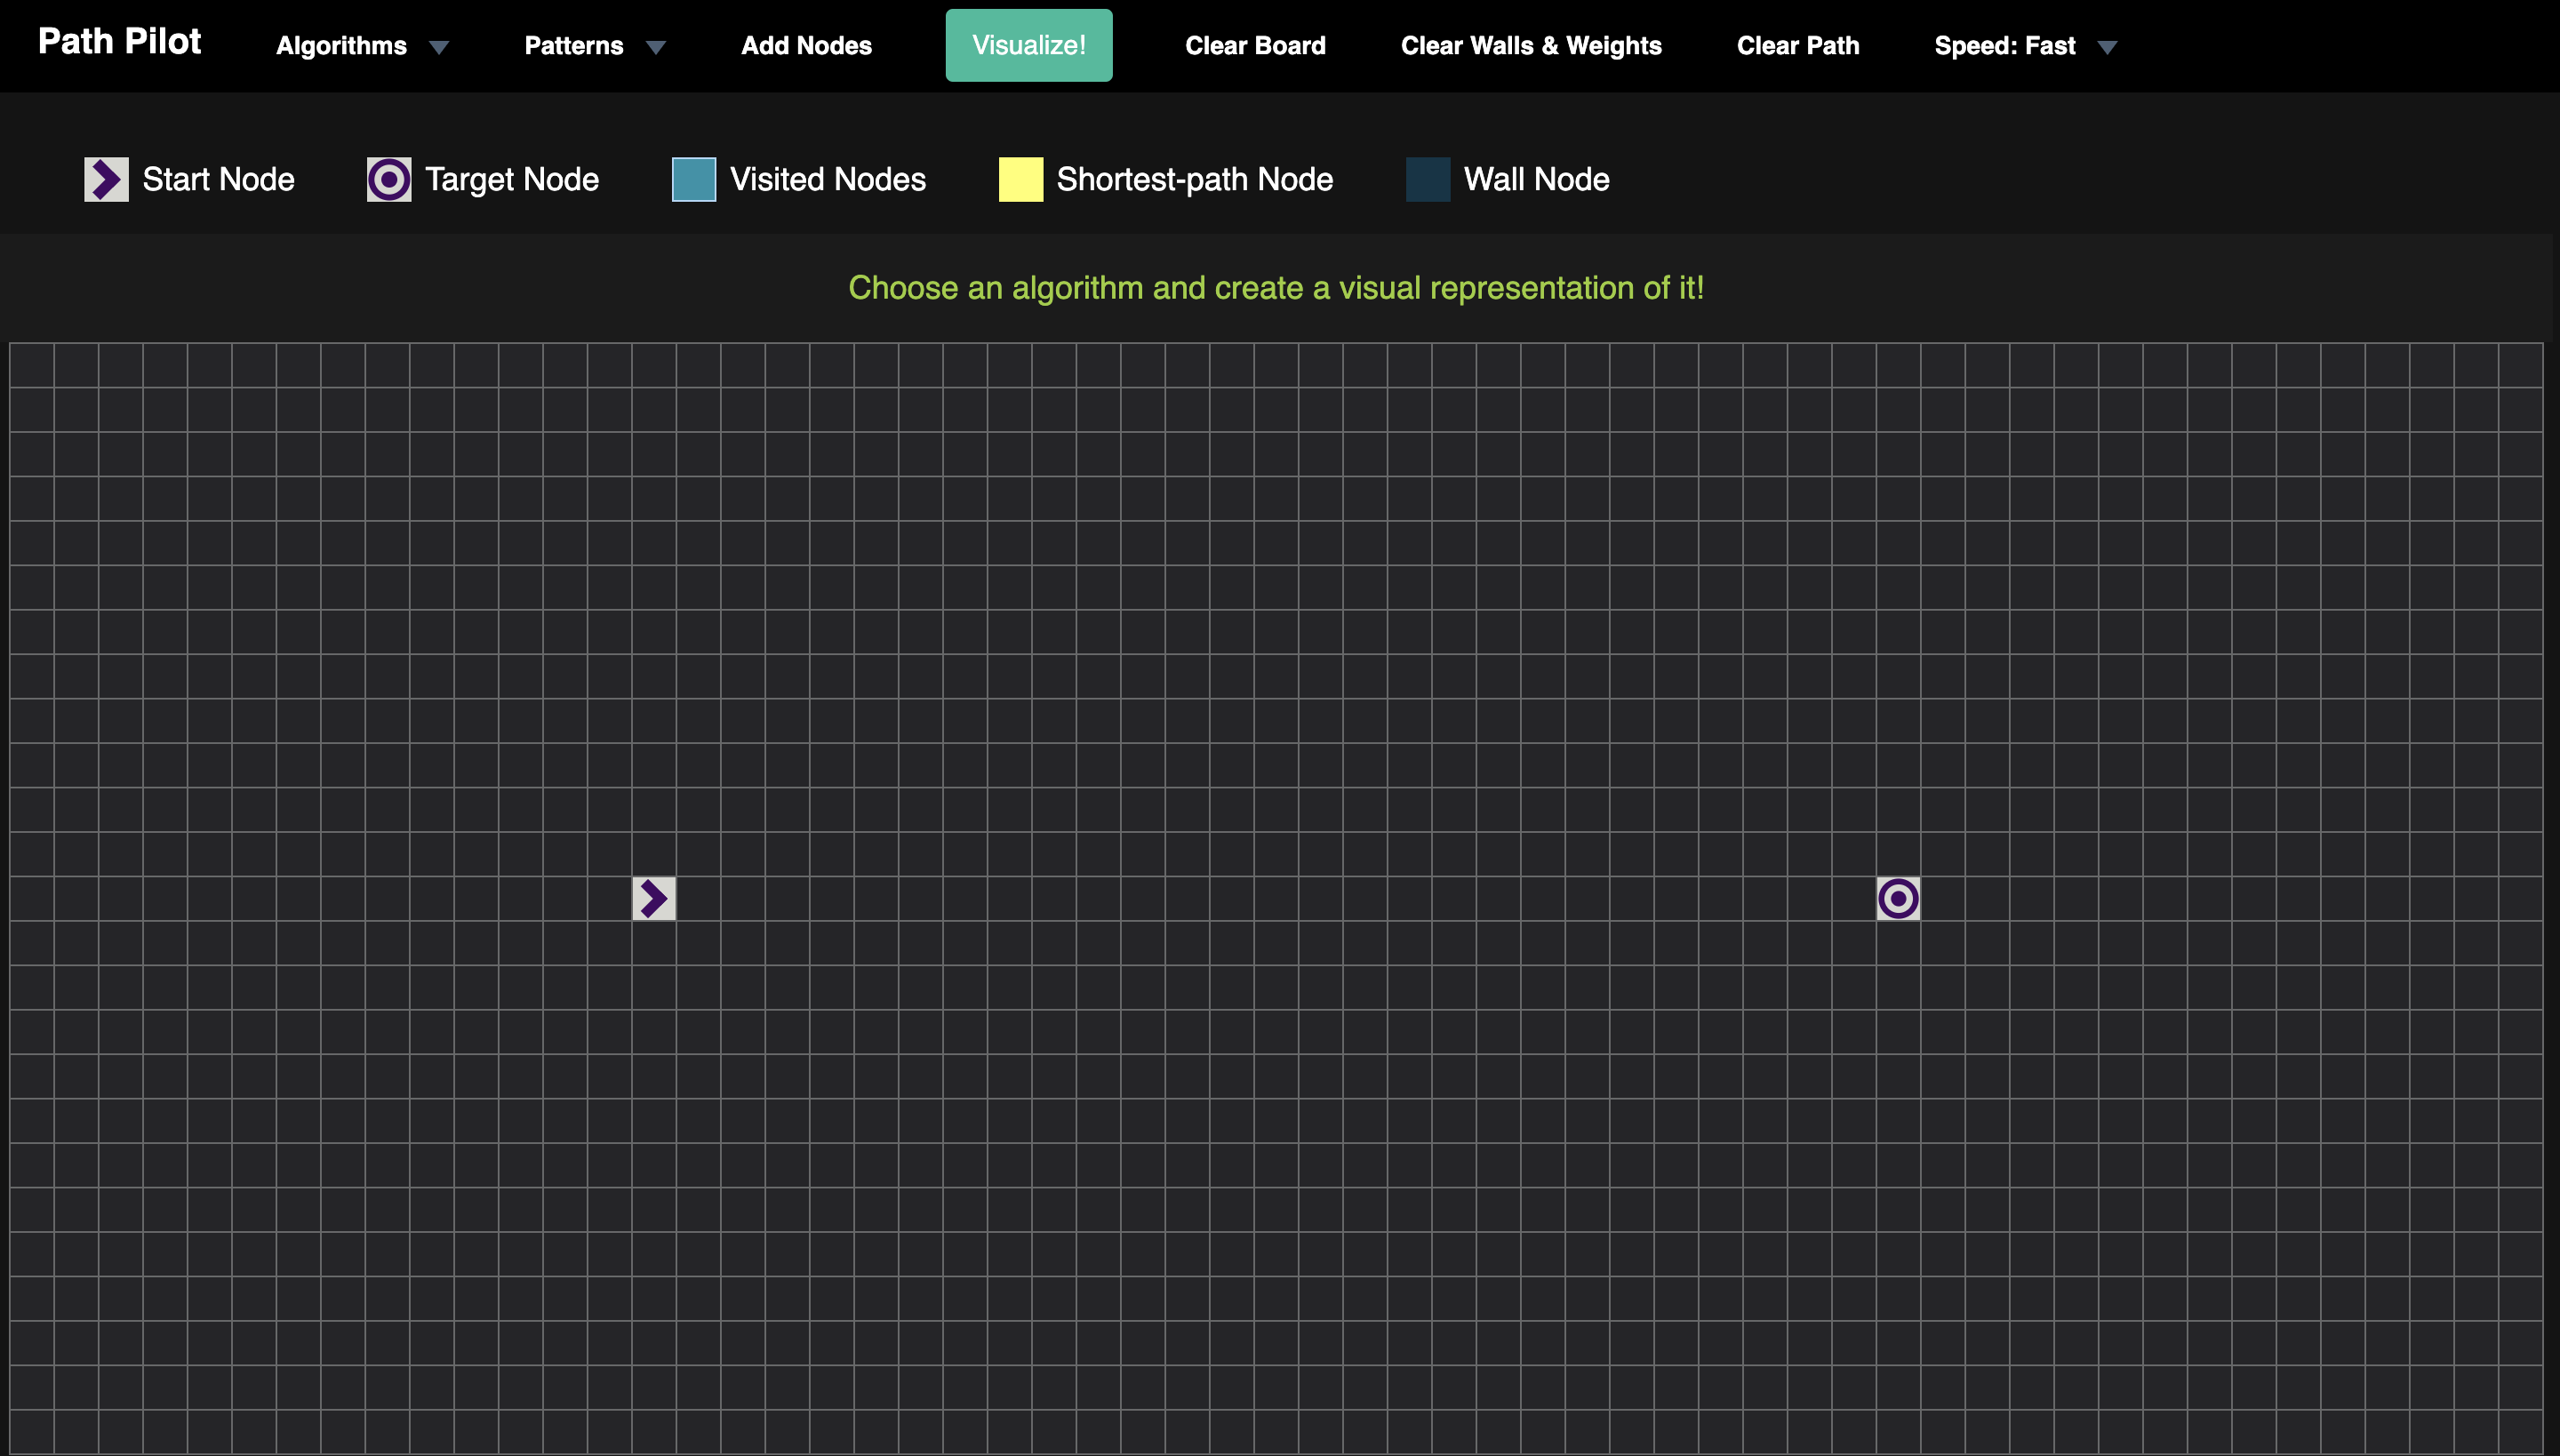 Path Pilot Algorithms Patterns Add Nodes Visualize! Clear Board Clear Walls & Weights Clear Path Speed: Fast
Start Node Target Node Visited Nodes Shortest-path Node Wall Node
Choose an algorithm and create a visual representation of it!